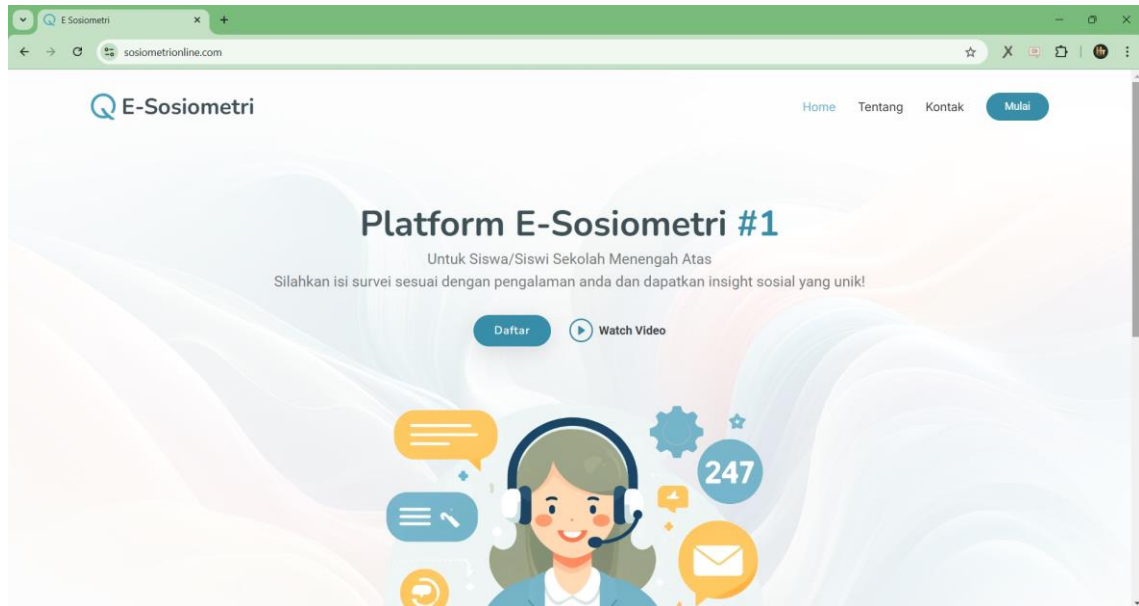 E Sosiometri
sosiometrionline.com
E-Sosiometri
Home Tentang Kontak Mulai
Platform E-Sosiometri #1
Untuk Siswa/Siswi Sekolah Menengah Atas
Silahkan isi survei sesuai dengan pengalaman anda dan dapatkan insight sosial yang unik!
Daftar Watch Video
247